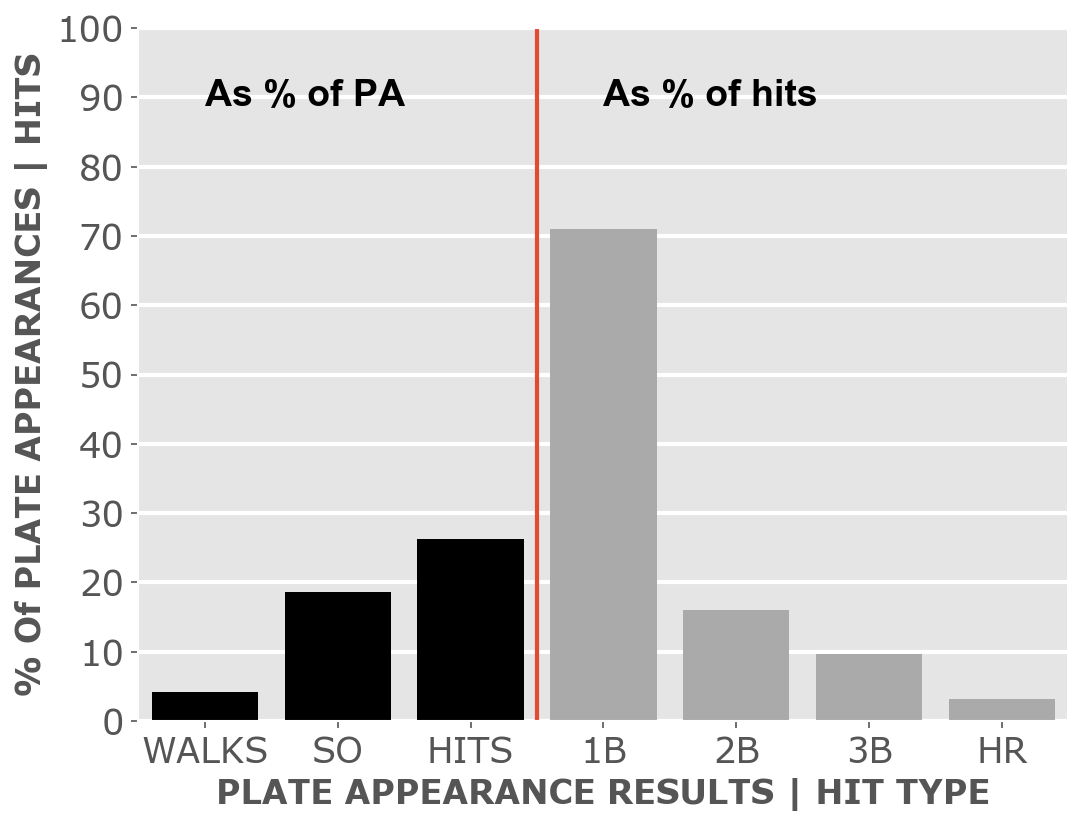 % Of PLATE APPEARANCES | HITS
100
90
80
70
60
50
40
30
20
10
0
As % of PA
As % of hits
WALKS SO HITS 1B 2B 3B HR
PLATE APPEARANCE RESULTS | HIT TYPE